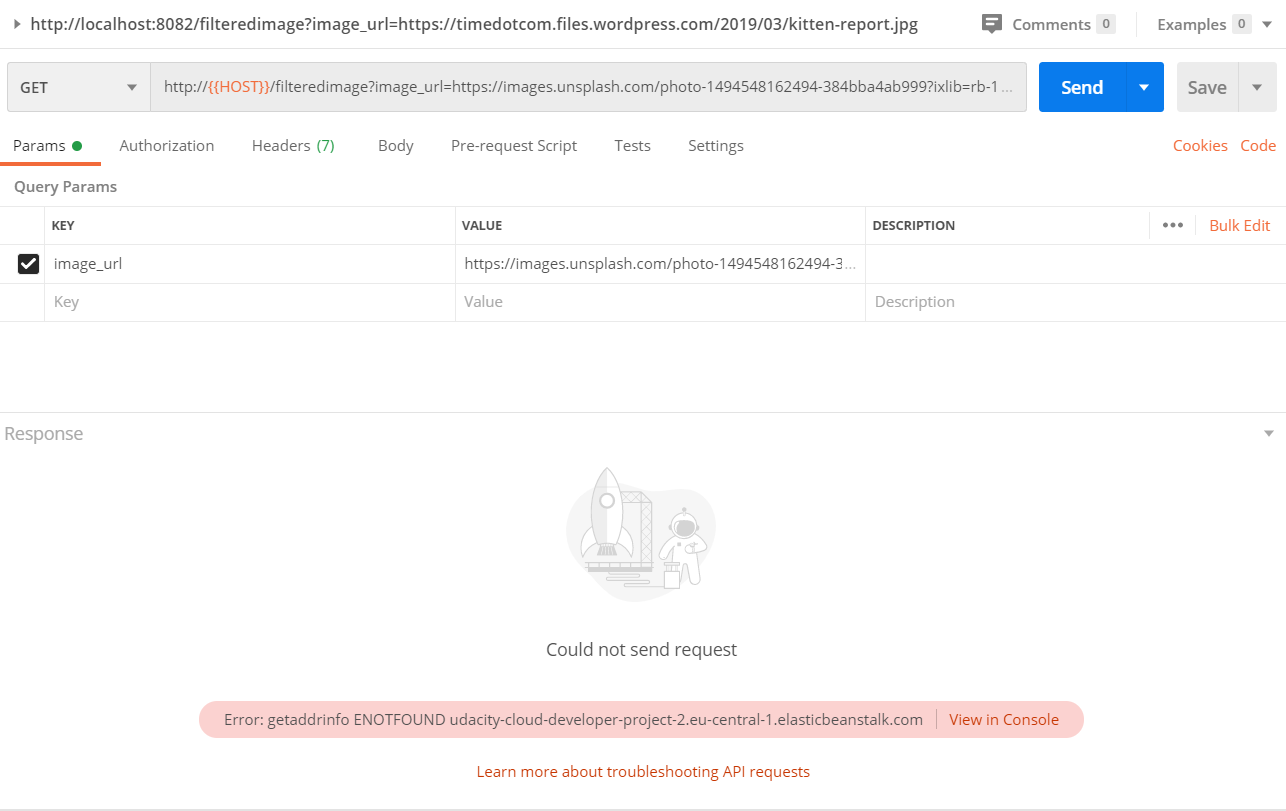 http://localhost:8082/filteredimage?image_url=https://timedotcom.files.wordpress.com/2019/03/kitten-report.jpg Comments 0 Examples 0
GET http://{{HOST}}/filteredimage?image_url=https://images.unsplash.com/photo-1494548162494-384bba4ab999?ixlib=rb-1... Send Save
Params Authorization Headers (7) Body Pre-request Script Tests Settings Cookies Code
Query Params
KEY VALUE DESCRIPTION ••• Bulk Edit
image_url https://images.unsplash.com/photo-1494548162494-3...
Key Value Description
Response
Could not send request
Error: getaddrinfo ENOTFOUND udacity-cloud-developer-project-2.eu-central-1.elasticbeanstalk.com View in Console
Learn more about troubleshooting API requests